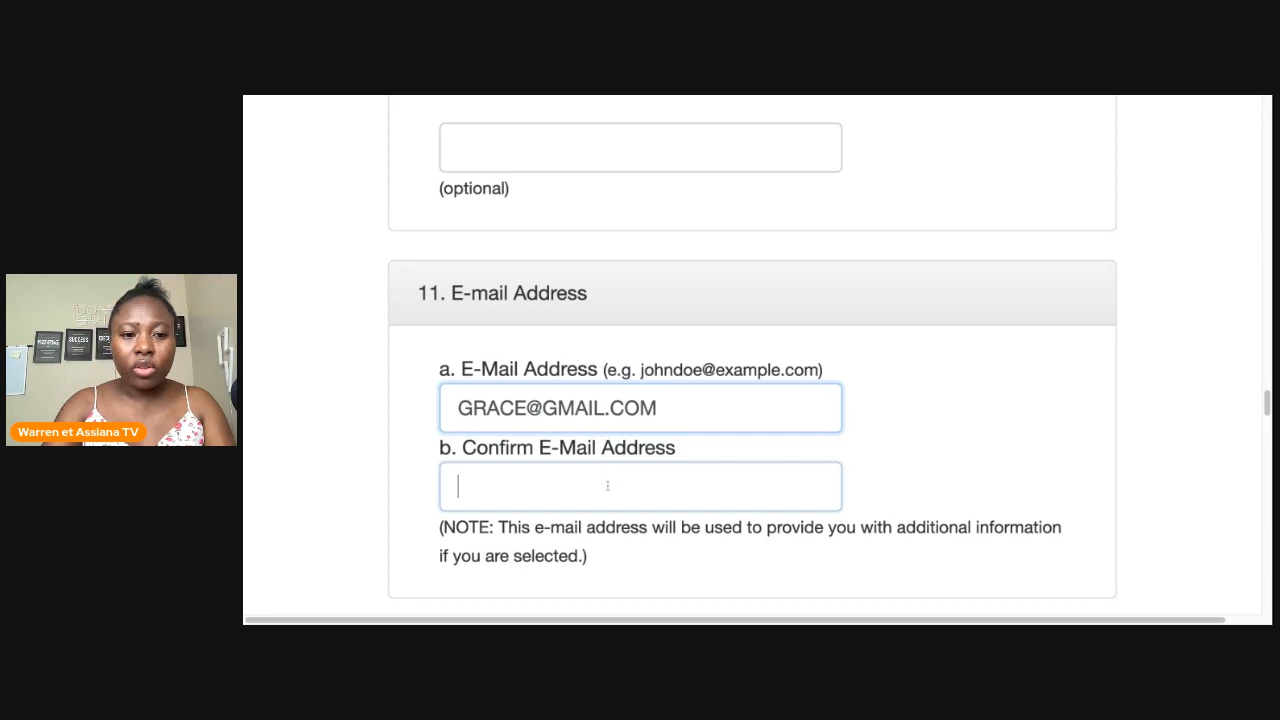 (optional)
11. E-mail Address
a. E-Mail Address (e.g. johndoe@example.com)
GRACE@GMAIL.COM
b. Confirm E-Mail Address
(NOTE: This e-mail address will be used to provide you with additional information
if you are selected.)
SUCCESS
Warren et Assiana TV